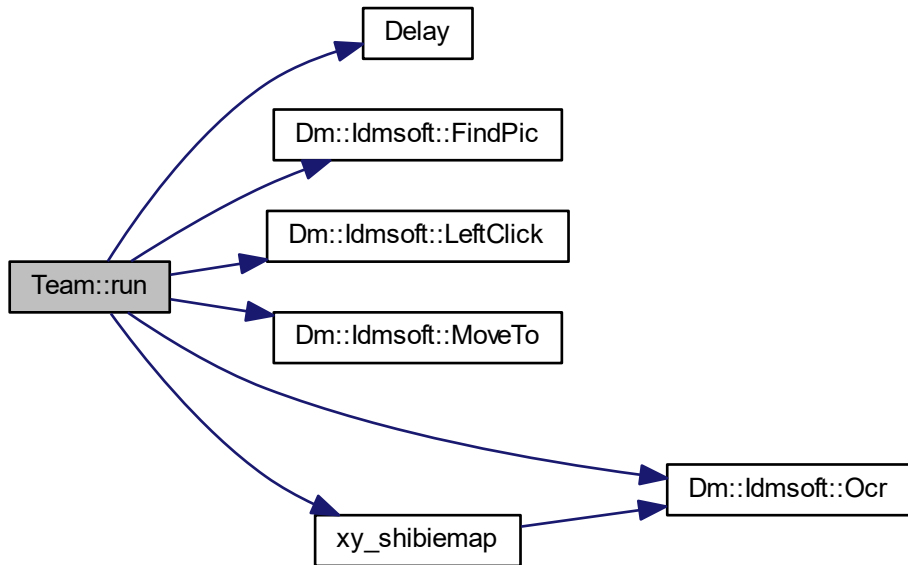 Delay
Dm::Idmsoft::FindPic
Dm::Idmsoft::LeftClick
Team::run
Dm::Idmsoft::MoveTo
Dm::Idmsoft::Ocr
xy_shibiemap